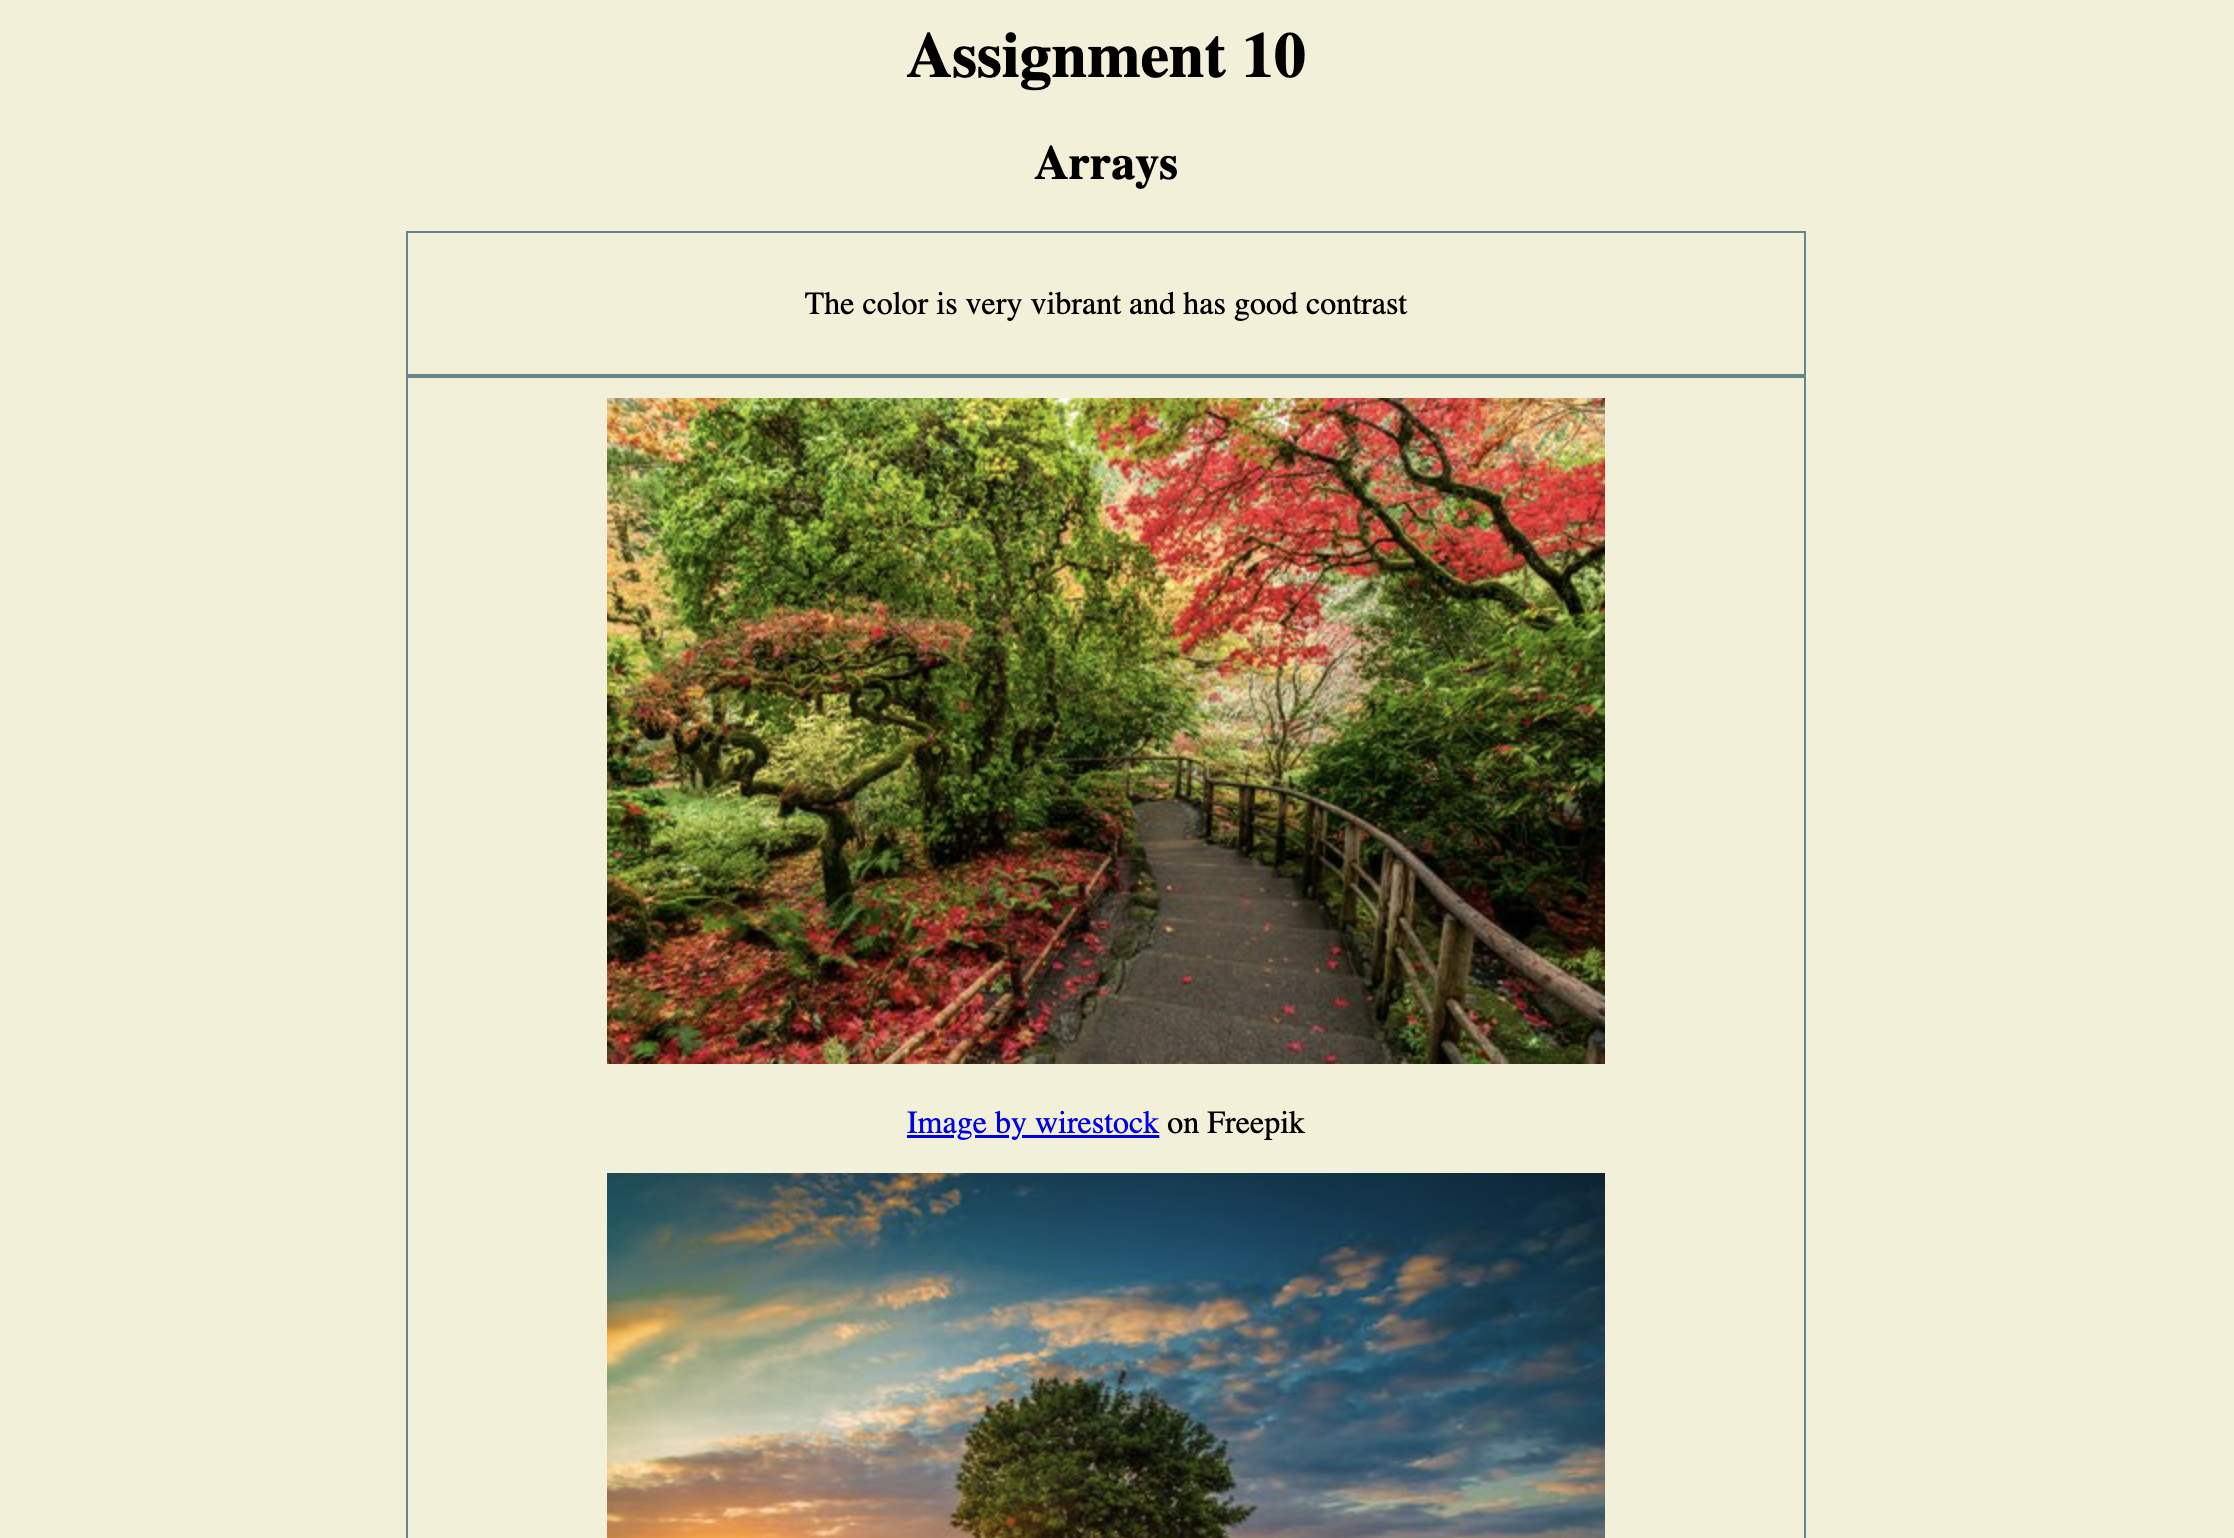 Assignment 10
Arrays
The color is very vibrant and has good contrast
Image by wirestock on Freepik